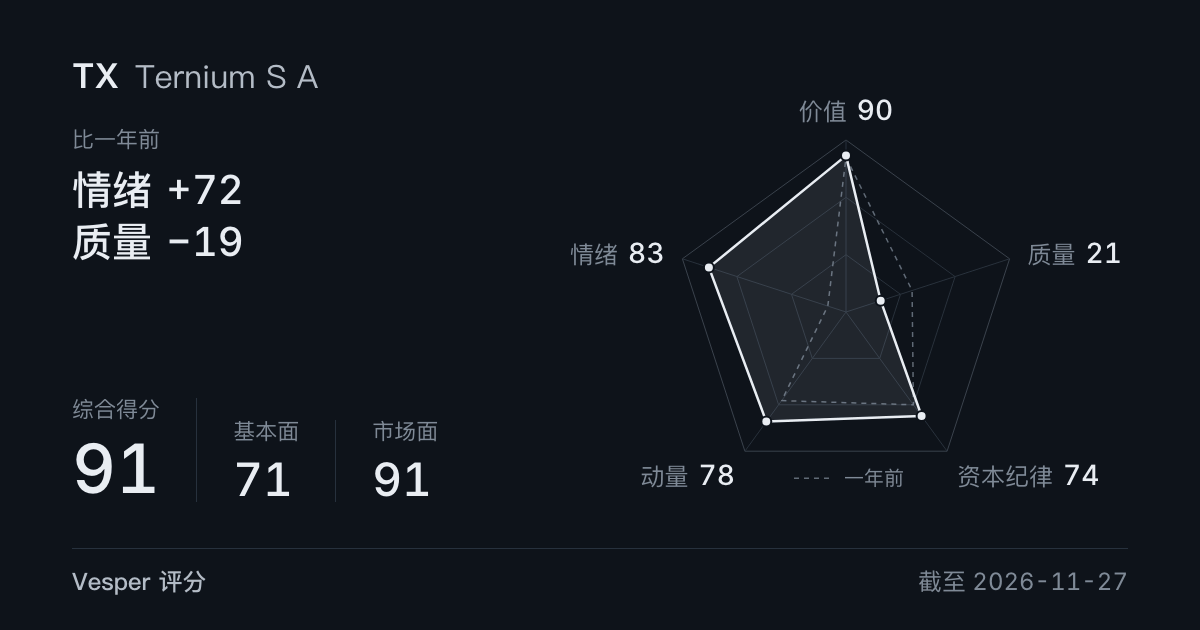 TX Ternium S A
比一年前
情绪 +72
质量 −19
综合得分
91
基本面
71
市场面
91
价值 90
质量 21
资本纪律 74
动量 78
情绪 83
一年前
Vesper 评分
截至 2026-11-27